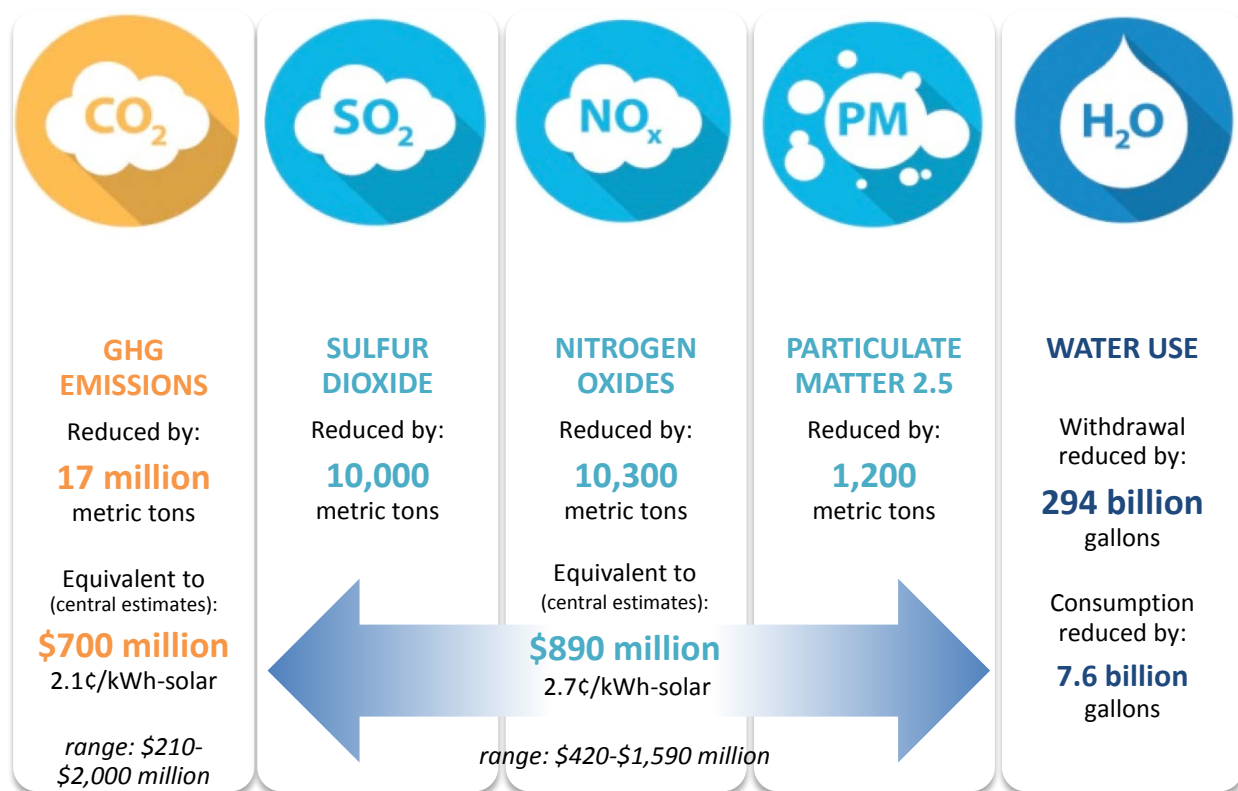 CO₂
GHG
EMISSIONS
Reduced by:
17 million
metric tons
Equivalent to
(central estimates):
$700 million
2.1¢/kWh-solar
range: $210-
$2,000 million
SO₂
SULFUR
DIOXIDE
Reduced by:
10,000
metric tons
NOₓ
NITROGEN
OXIDES
Reduced by:
10,300
metric tons
Equivalent to
(central estimates):
$890 million
2.7¢/kWh-solar
range: $420-$1,590 million
PM
PARTICULATE
MATTER 2.5
Reduced by:
1,200
metric tons
H₂O
WATER USE
Withdrawal
reduced by:
294 billion
gallons
Consumption
reduced by:
7.6 billion
gallons